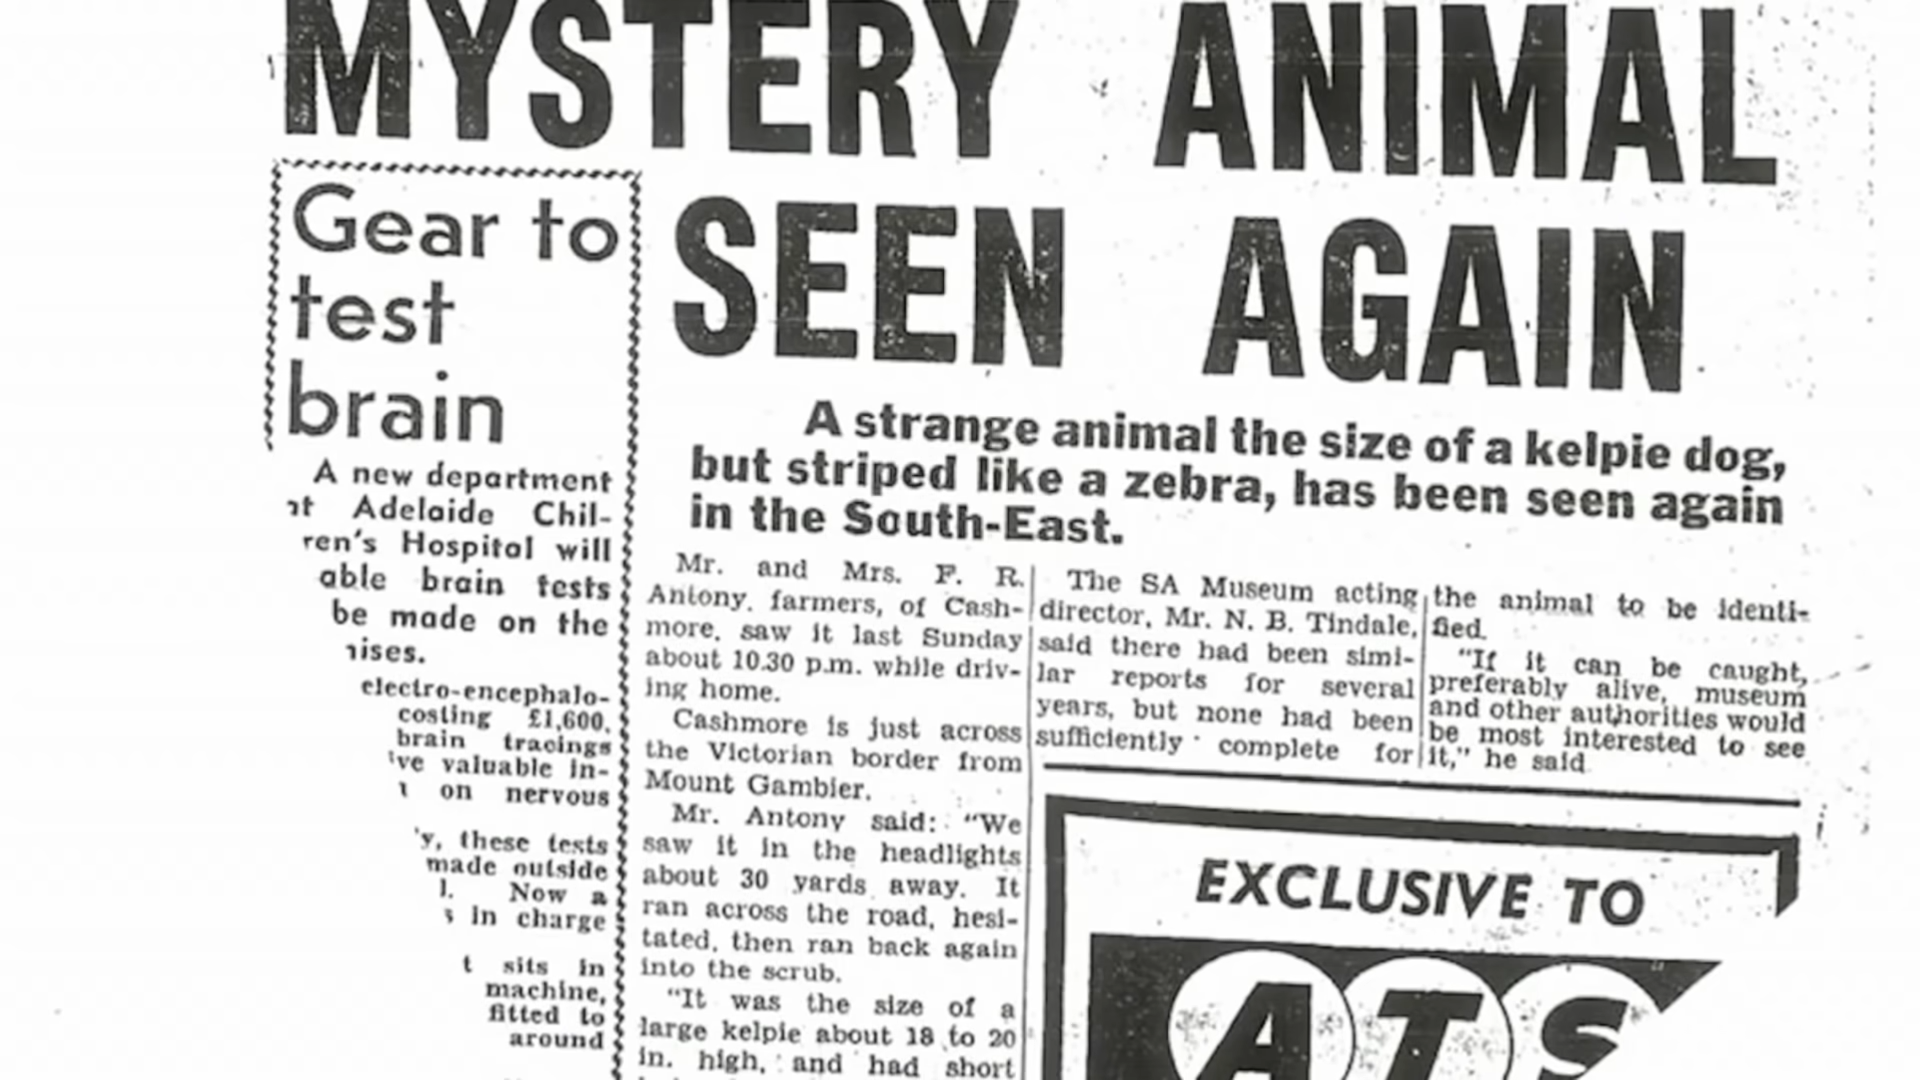 MYSTERY ANIMAL
SEEN AGAIN
Gear to
test
brain
A new department
at Adelaide Chil-
ren's Hospital will
able brain tests
be made on the
ises.
electro-encephalo-
costing £1,600,
brain tracings
've valuable in-
on nervous
y, these tests
made outside
l. Now a
s in charge
t sits in
machine,
fitted to
around
A strange animal the size of a kelpie dog,
but striped like a zebra, has been seen again
in the South-East.
Mr. and Mrs. F. R.
Antony, farmers, of Cash-
more, saw it last Sunday
about 10.30 p.m. while driv-
ing home.
Cashmore is just across
the Victorian border from
Mount Gambier.
Mr. Antony said: "We
saw it in the headlights
about 30 yards away. It
ran across the road, hesi-
tated, then ran back again
into the scrub.
"It was the size of a
large kelpie about 18 to 20
in. high, and had short
The SA Museum acting
director, Mr. N. B. Tindale,
said there had been simi-
lar reports for several
years, but none had been
sufficiently complete for
the animal to be identi-
fied.
"If it can be caught,
preferably alive, museum
and other authorities would
be most interested to see
it," he said
EXCLUSIVE TO
ATS